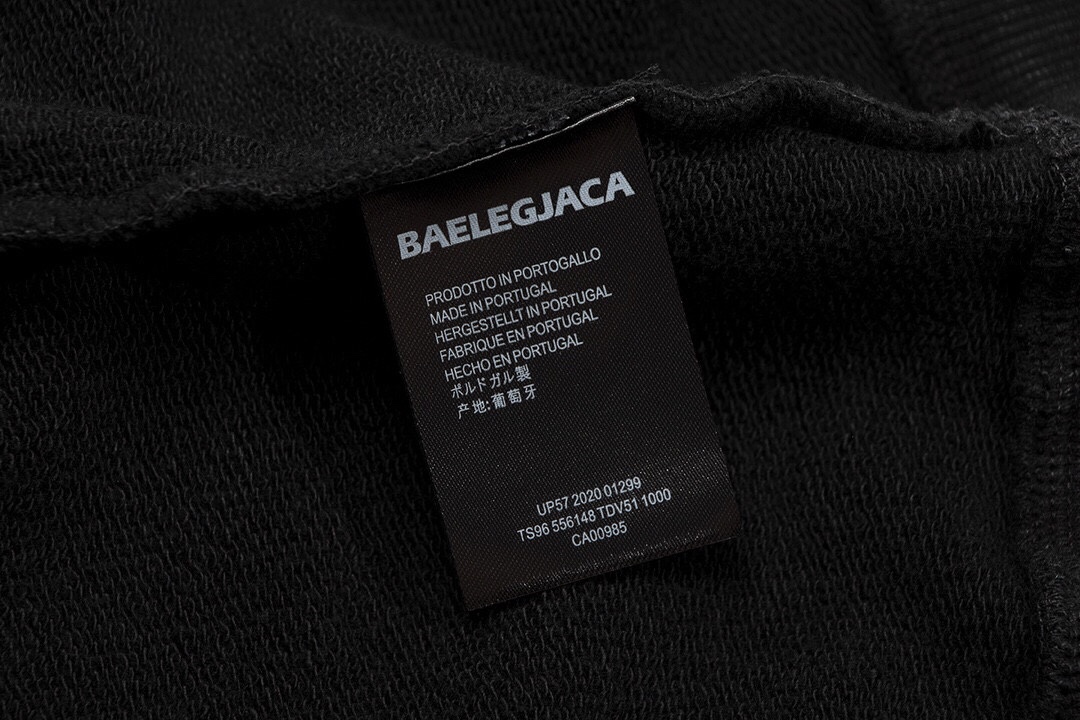 BAELEGJACA
PRODOTTO IN PORTOGALLO
MADE IN PORTUGAL
HERGESTELLT IN PORTUGAL
FABRIQUE EN PORTUGAL
HECHO EN PORTUGAL
ポルドガル製
产地:葡萄牙
UP57 2020 01299
TS96 556148 TDV51 1000
CA00985